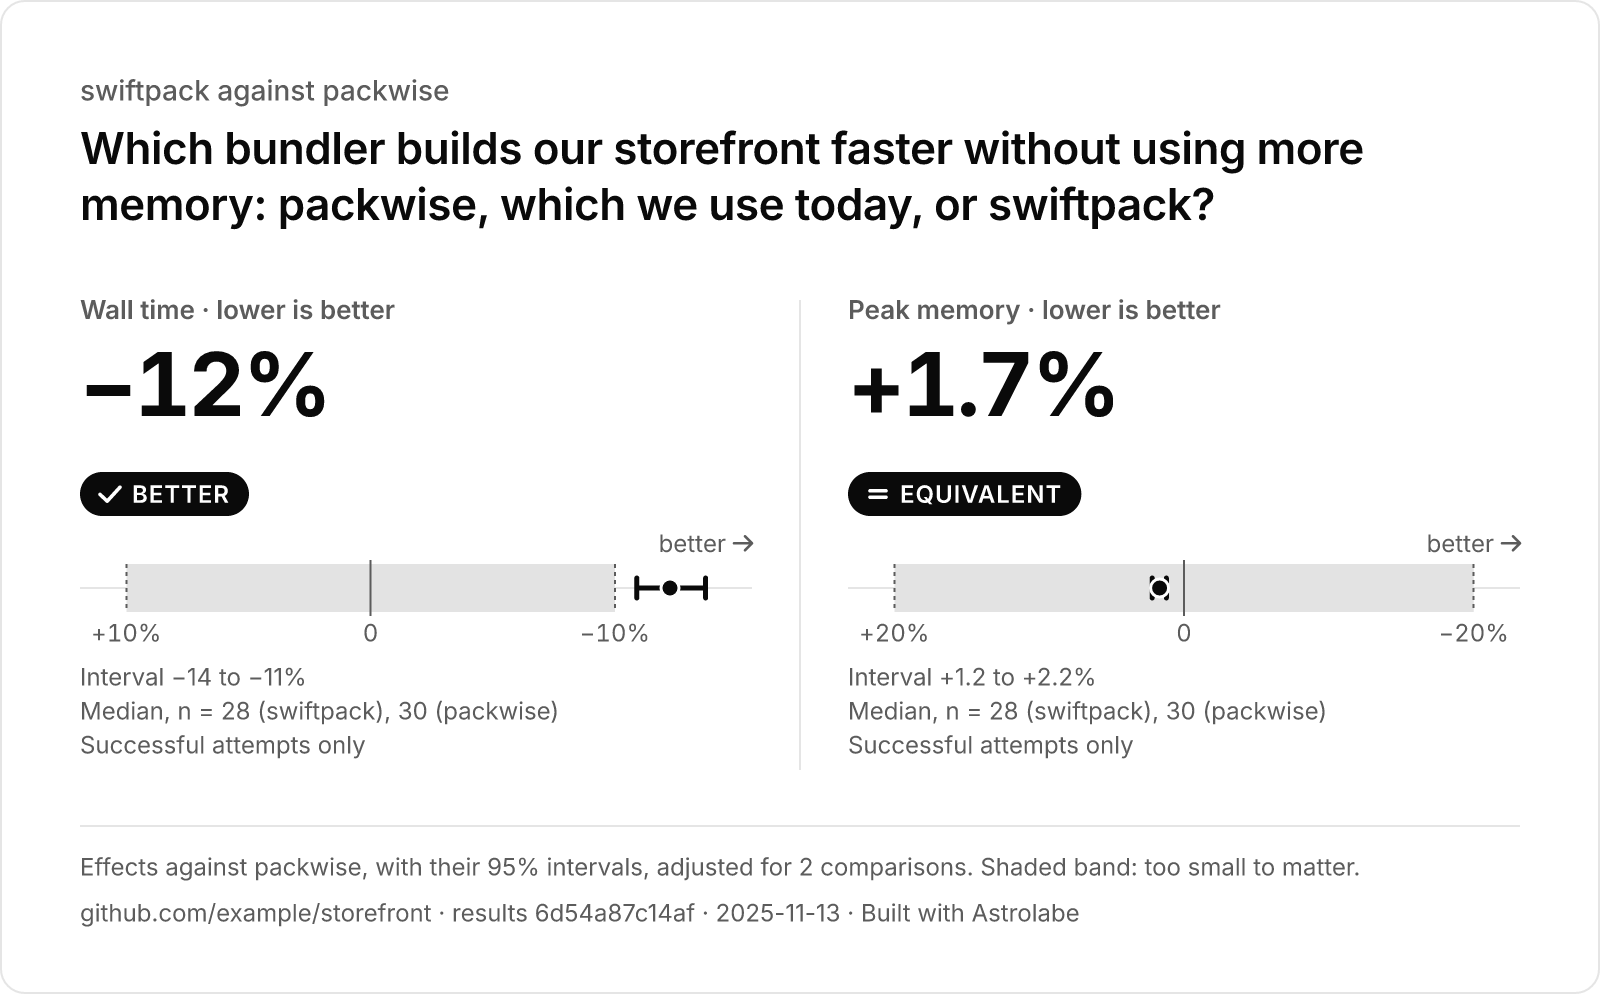 swiftpack against packwise
Which bundler builds our storefront faster without using more
memory: packwise, which we use today, or swiftpack?
Wall time · lower is better
−12%
BETTER
better →
+10%
0
−10%
Interval −14 to −11%
Median, n = 28 (swiftpack), 30 (packwise)
Successful attempts only
Peak memory · lower is better
+1.7%
= EQUIVALENT
better →
+20%
0
−20%
Interval +1.2 to +2.2%
Median, n = 28 (swiftpack), 30 (packwise)
Successful attempts only
Effects against packwise, with their 95% intervals, adjusted for 2 comparisons. Shaded band: too small to matter.
github.com/example/storefront · results 6d54a87c14af · 2025-11-13 · Built with Astrolabe